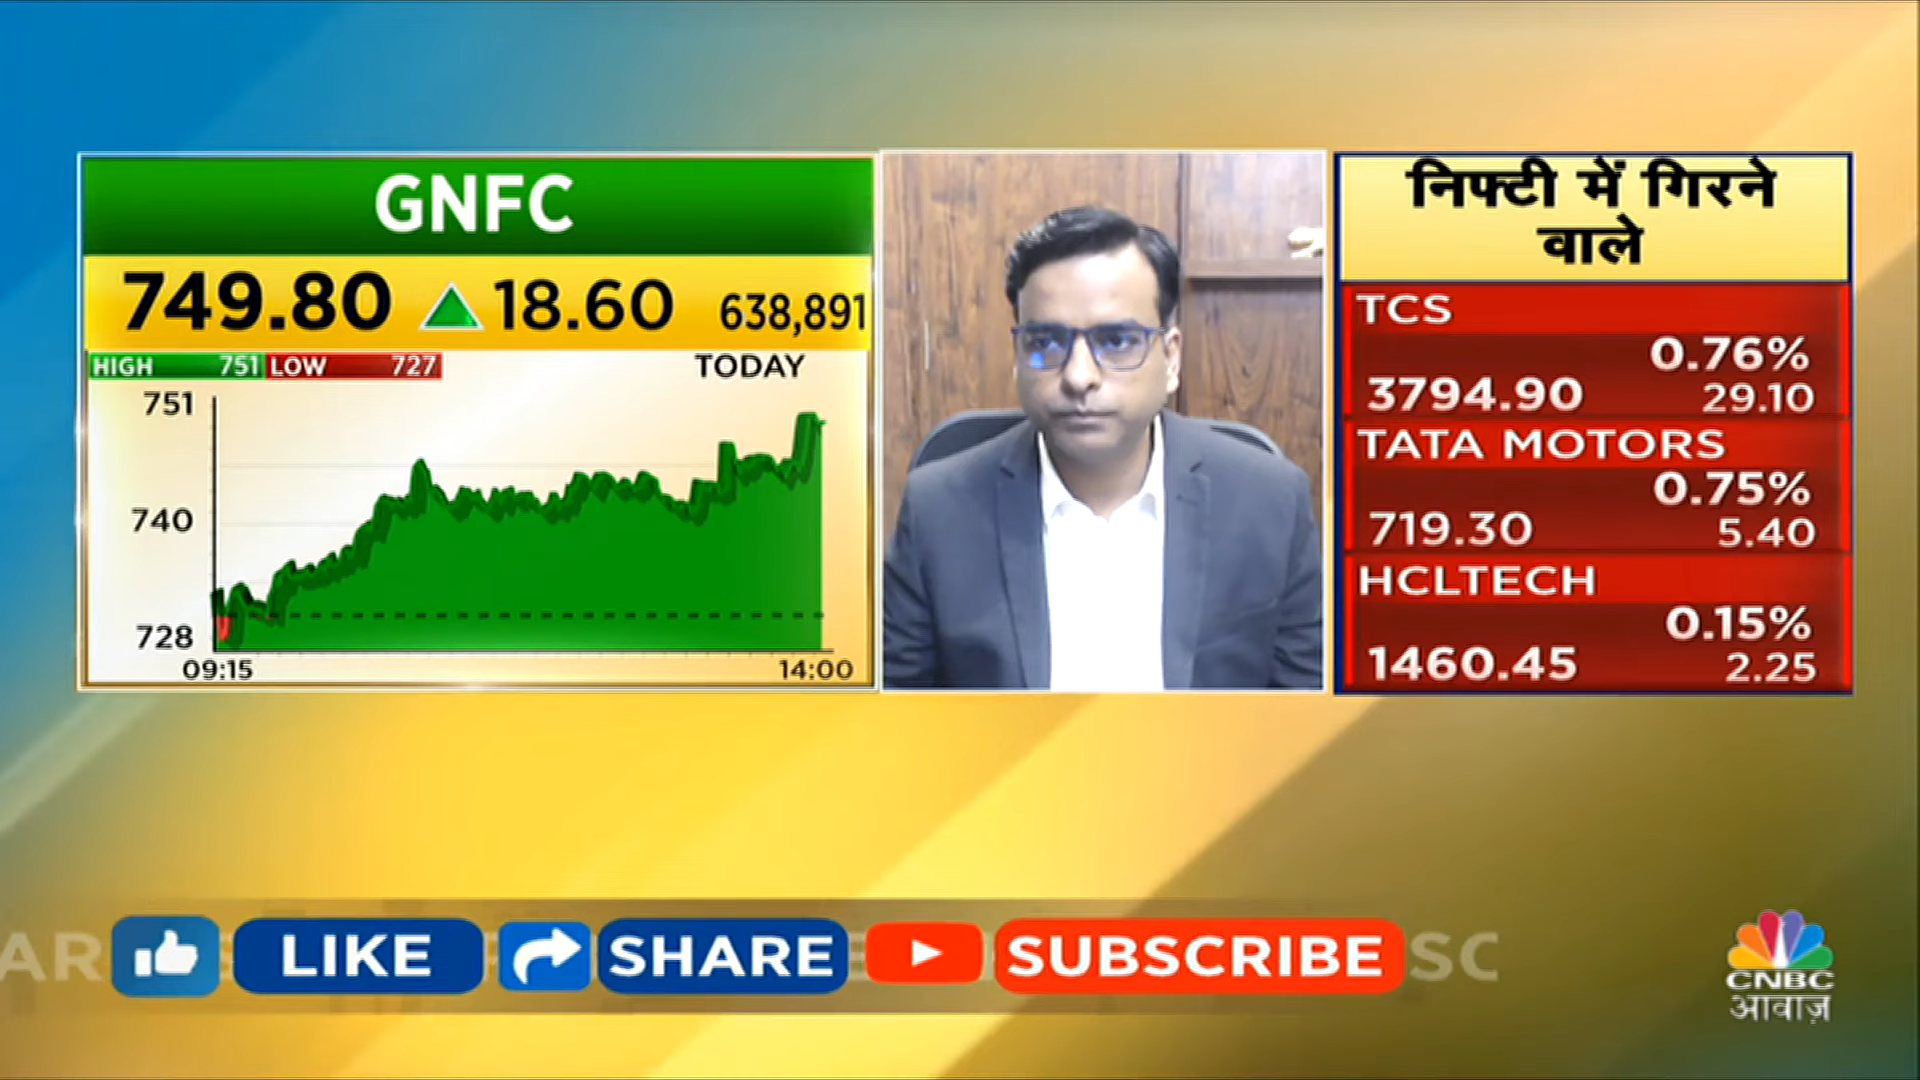 GNFC
749.80 18.60 638,891
HIGH 751 LOW 727 TODAY
751
740
728
09:15 14:00
निफ्टी में गिरने
वाले
TCS
0.76%
3794.90 29.10
TATA MOTORS
0.75%
719.30 5.40
HCLTECH
0.15%
1460.45 2.25
LIKE SHARE SUBSCRIBE
CNBC
आवाज़